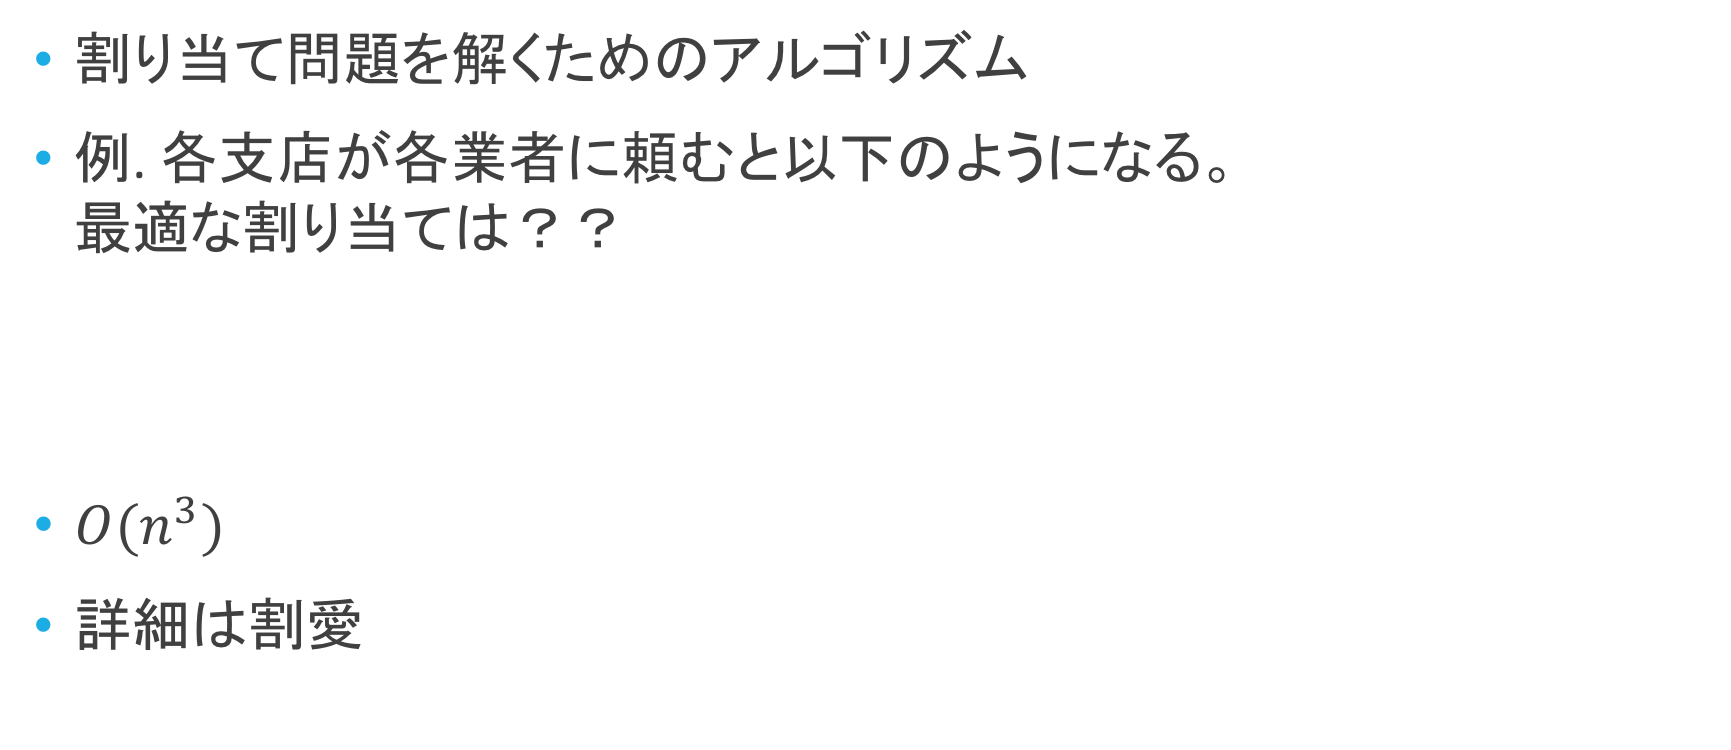 • 割り当て問題を解くためのアルゴリズム
• 例. 各支店が各業者に頼むと以下のようになる。
最適な割り当ては？？
• O(n³)
• 詳細は割愛